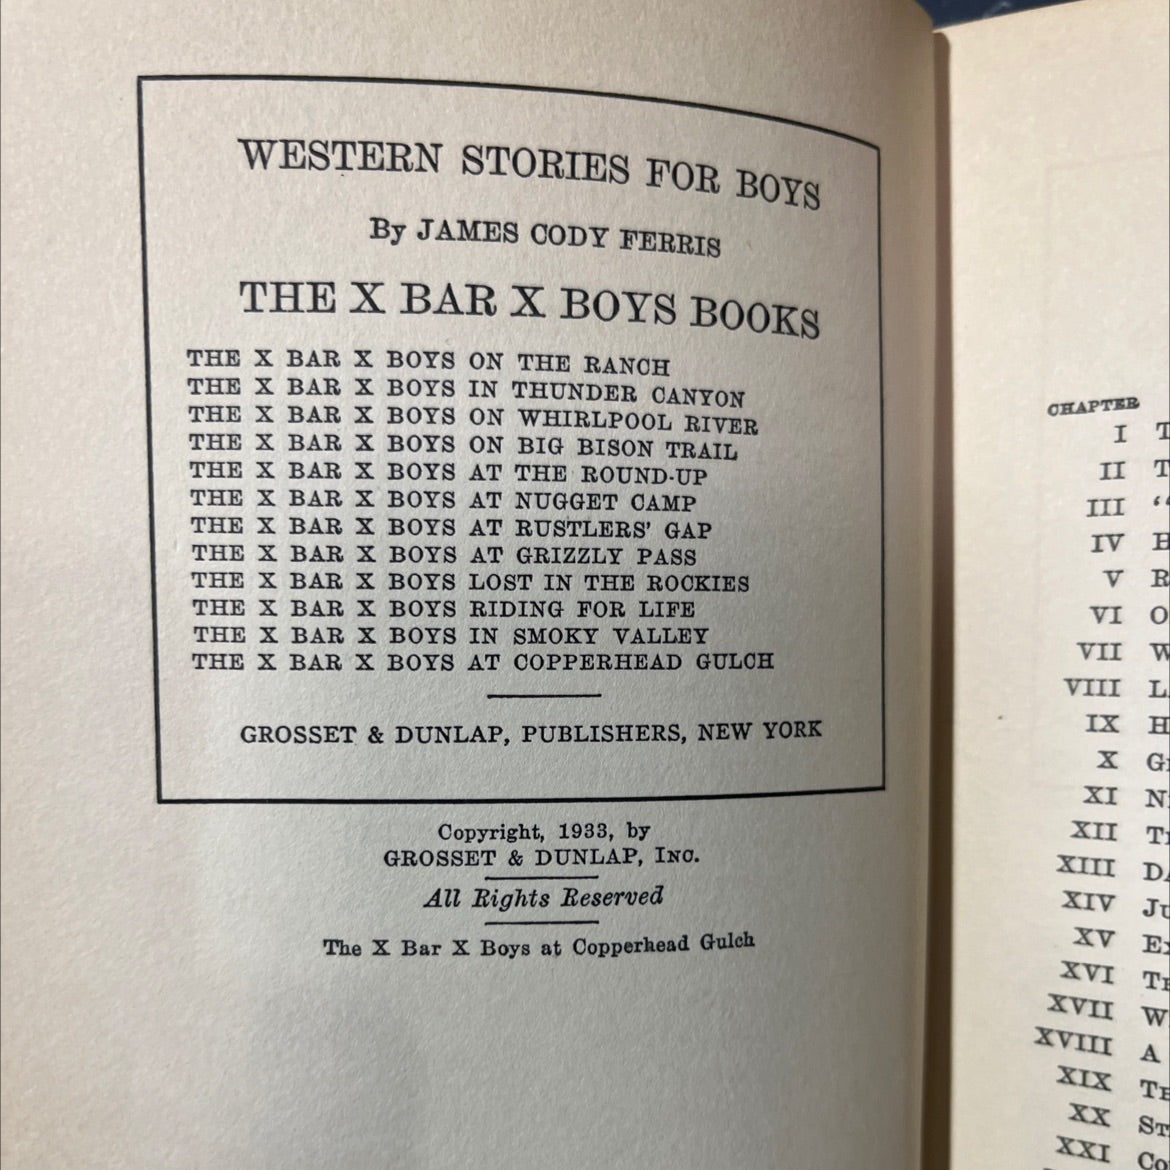 WESTERN STORIES FOR BOYS
By JAMES CODY FERRIS
THE X BAR X BOYS BOOKS
THE X BAR X BOYS ON THE RANCH
THE X BAR X BOYS IN THUNDER CANYON
THE X BAR X BOYS ON WHIRLPOOL RIVER
THE X BAR X BOYS ON BIG BISON TRAIL
THE X BAR X BOYS AT THE ROUND-UP
THE X BAR X BOYS AT NUGGET CAMP
THE X BAR X BOYS AT RUSTLERS' GAP
THE X BAR X BOYS AT GRIZZLY PASS
THE X BAR X BOYS LOST IN THE ROCKIES
THE X BAR X BOYS RIDING FOR LIFE
THE X BAR X BOYS IN SMOKY VALLEY
THE X BAR X BOYS AT COPPERHEAD GULCH
GROSSET & DUNLAP, PUBLISHERS, NEW YORK
Copyright, 1933, by
GROSSET & DUNLAP, INC.
All Rights Reserved
The X Bar X Boys at Copperhead Gulch
CHAPTER
I
II
III
IV
V
VI
VII
VIII
IX
X
XI
XII
XIII
XIV
XV
XVI
XVII
XVIII A
XIX
XX
XXI